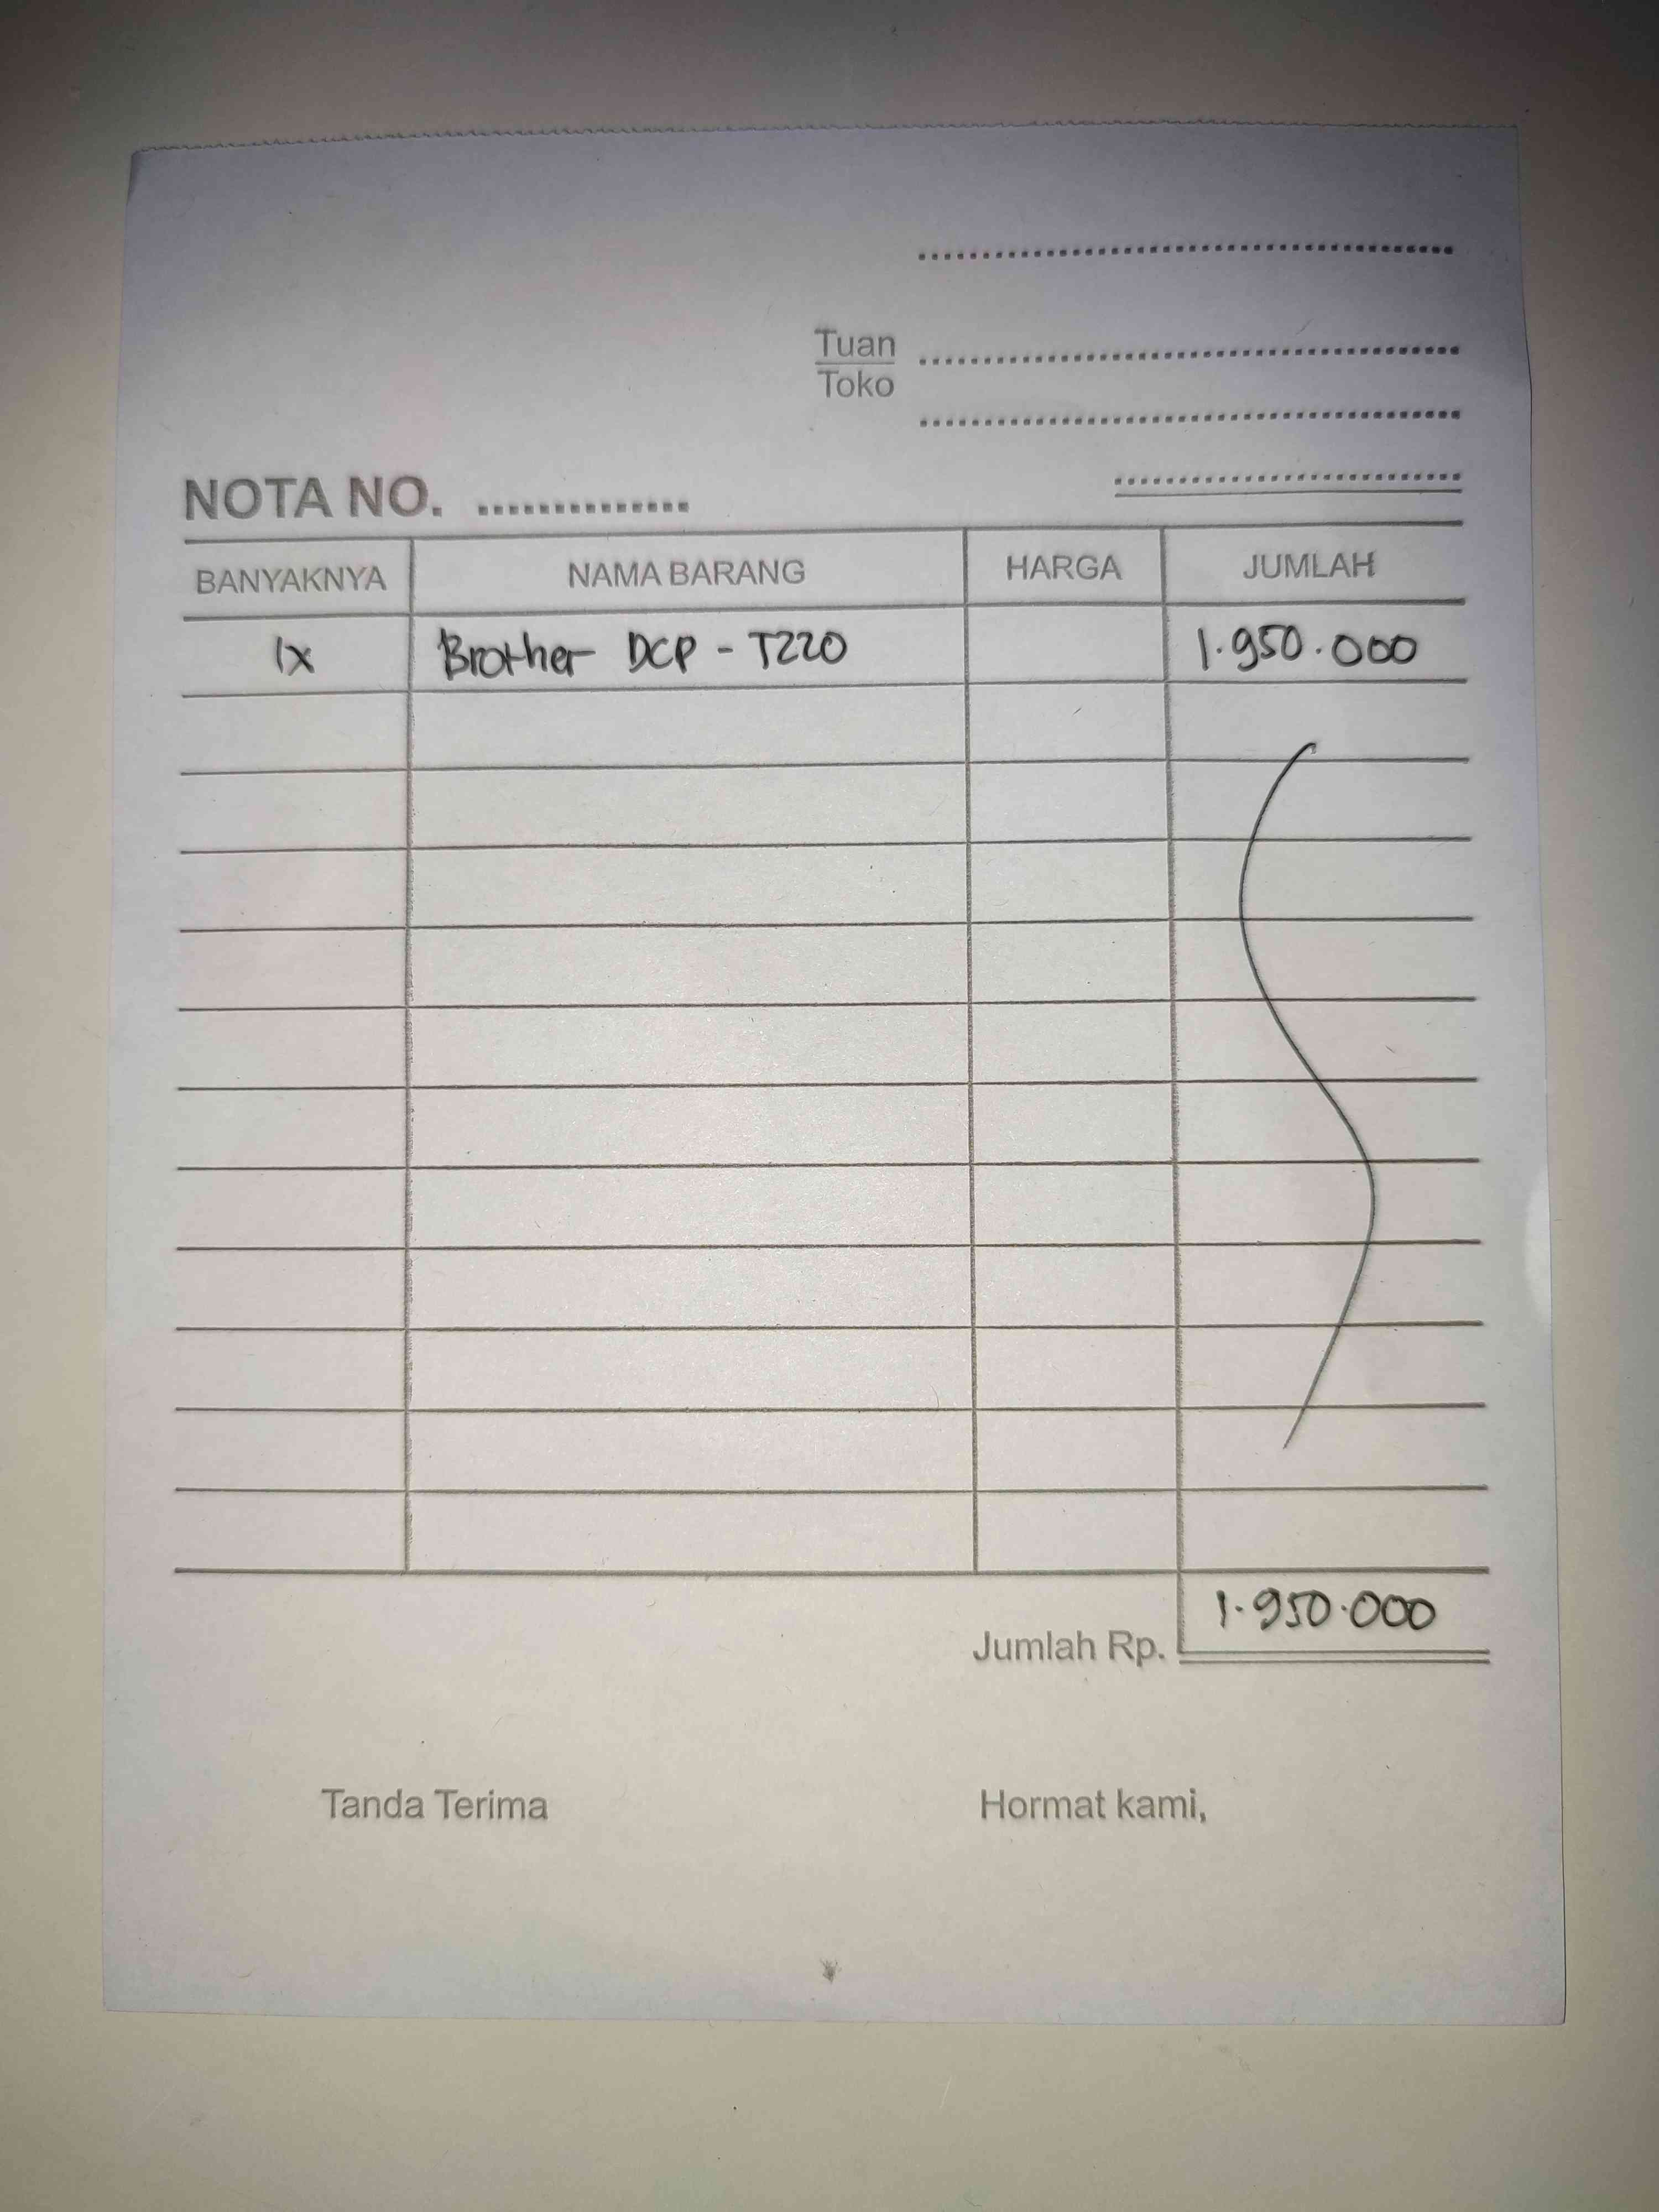 Tuan
Toko
NOTA NO. ..............
BANYAKNYA NAMA BARANG HARGA JUMLAH
1x Brother DCP - T220 1.950.000
Jumlah Rp. 1.950.000
Tanda Terima Hormat kami,